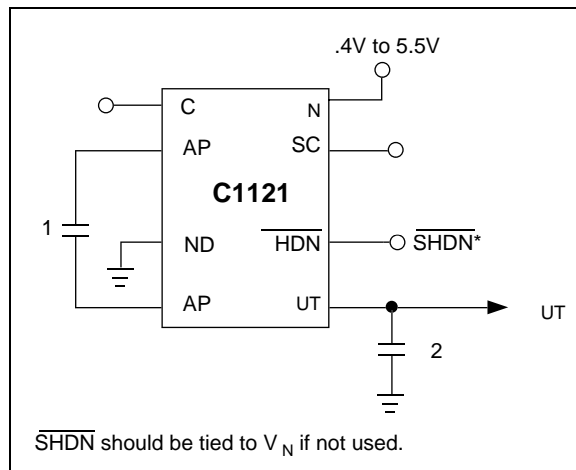 .4V to 5.5V
C
N
AP
SC
C1121
1
ND
HDN
SHDN*
AP
UT
UT
2
SHDN should be tied to V N if not used.